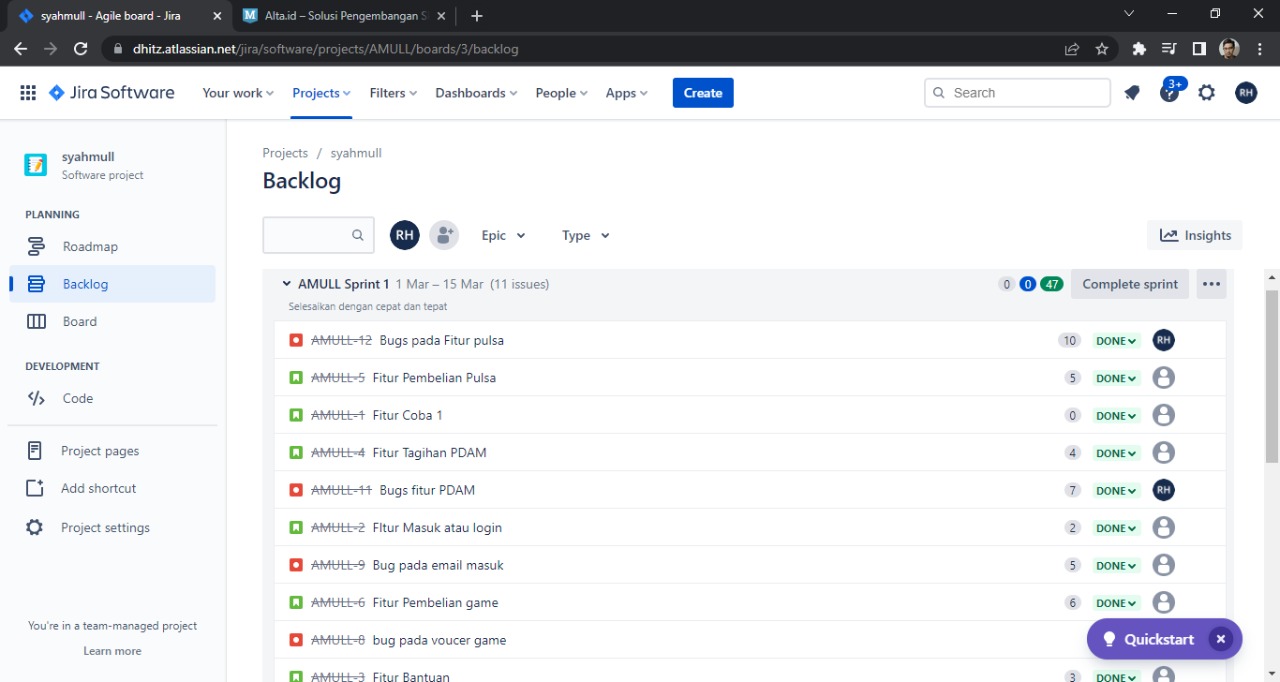 syahmull - Agile board - Jira
Alta.id – Solusi Pengembangan S
dhitz.atlassian.net/jira/software/projects/AMULL/boards/3/backlog
Jira Software
Your work
Projects
Filters
Dashboards
People
Apps
Create
Search
3+
RH
syahmull
Software project
PLANNING
Roadmap
Backlog
Board
DEVELOPMENT
Code
Project pages
Add shortcut
Project settings
You're in a team-managed project
Learn more
Projects / syahmull
Backlog
RH
Epic
Type
Insights
AMULL Sprint 1 1 Mar – 15 Mar (11 issues)
0 0 47 Complete sprint
Selesaikan dengan cepat dan tepat
AMULL-12 Bugs pada Fitur pulsa 10 DONE RH
AMULL-5 Fitur Pembelian Pulsa 5 DONE
AMULL-1 Fitur Coba 1 0 DONE
AMULL-4 Fitur Tagihan PDAM 4 DONE
AMULL-11 Bugs fitur PDAM 7 DONE RH
AMULL-2 FItur Masuk atau login 2 DONE
AMULL-9 Bug pada email masuk 5 DONE
AMULL-6 Fitur Pembelian game 6 DONE
AMULL-8 bug pada voucer game
Quickstart
AMULL-3 Fitur Bantuan 3 DONE